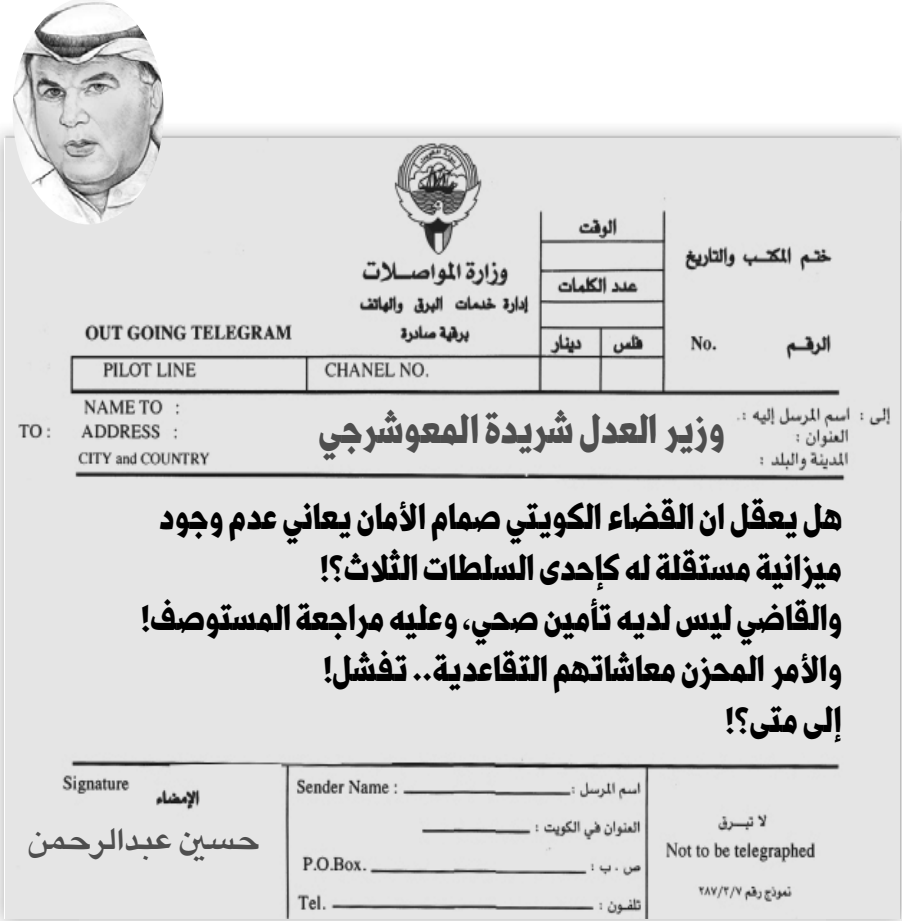 دولة الكويت
الوقت
ختم المكتب والتاريخ
وزارة المواصلات
عدد الكلمات
إدارة خدمات البرق والهاتف
OUT GOING TELEGRAM
برقية صادرة
دينار
فلس
No.
الرقم
PILOT LINE
CHANEL NO.
TO :
NAME TO :
ADDRESS :
CITY and COUNTRY
وزير العدل شريدة المعوشرجي
إلى : اسم المرسل إليه :
العنوان :
المدينة والبلد :
هل يعقل ان القضاء الكويتي صمام الأمان يعاني عدم وجود
ميزانية مستقلة له كإحدى السلطات الثلاث؟!
والقاضي ليس لديه تأمين صحي، وعليه مراجعة المستوصف!
والأمر المحزن معاشاتهم التقاعدية.. تفشل!
إلى متى؟!
Signature
الإمضاء
حسين عبدالرحمن
Sender Name :
اسم المرسل :
العنوان في الكويت :
P.O.Box.
ص . ب :
Tel.
تلفون :
لا تبرق
Not to be telegraphed
نموذج رقم ٢٨٧/٢/٧